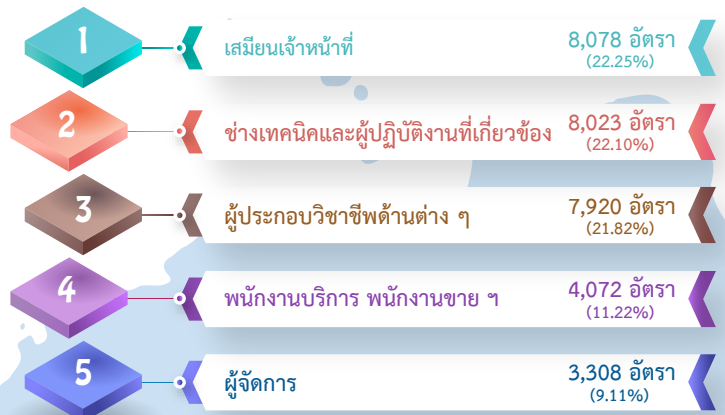 1
เสมียนเจ้าหน้าที่
8,078 อัตรา
(22.25%)
2
ช่างเทคนิคและผู้ปฏิบัติงานที่เกี่ยวข้อง
8,023 อัตรา
(22.10%)
3
ผู้ประกอบวิชาชีพด้านต่าง ๆ
7,920 อัตรา
(21.82%)
4
พนักงานบริการ พนักงานขาย ฯ
4,072 อัตรา
(11.22%)
5
ผู้จัดการ
3,308 อัตรา
(9.11%)